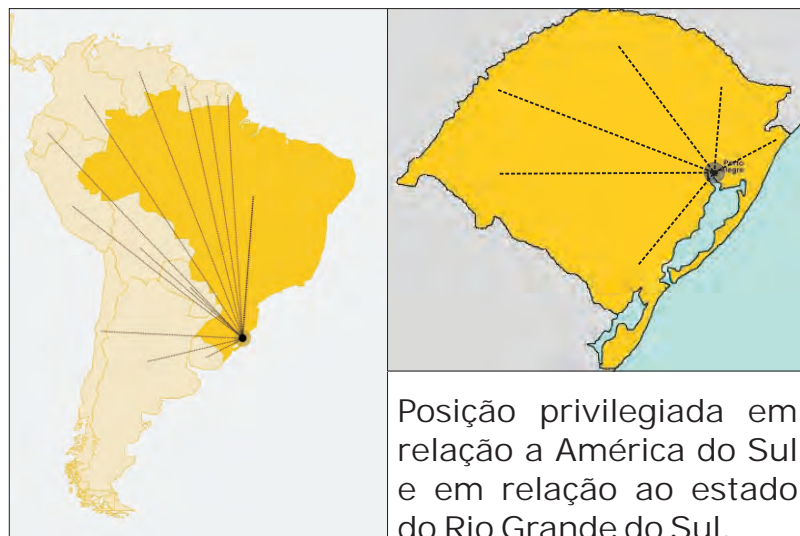 Porto
Alegre
Posição privilegiada em
relação a América do Sul
e em relação ao estado
do Rio Grande do Sul.